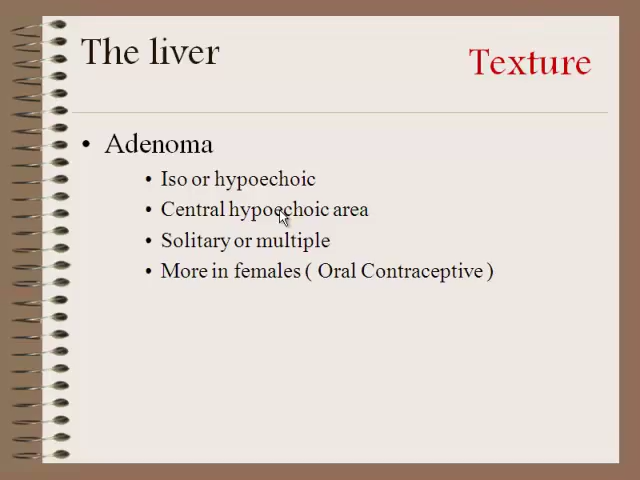 The liver
Texture
• Adenoma
• Iso or hypoechoic
• Central hypoechoic area
• Solitary or multiple
• More in females ( Oral Contraceptive )